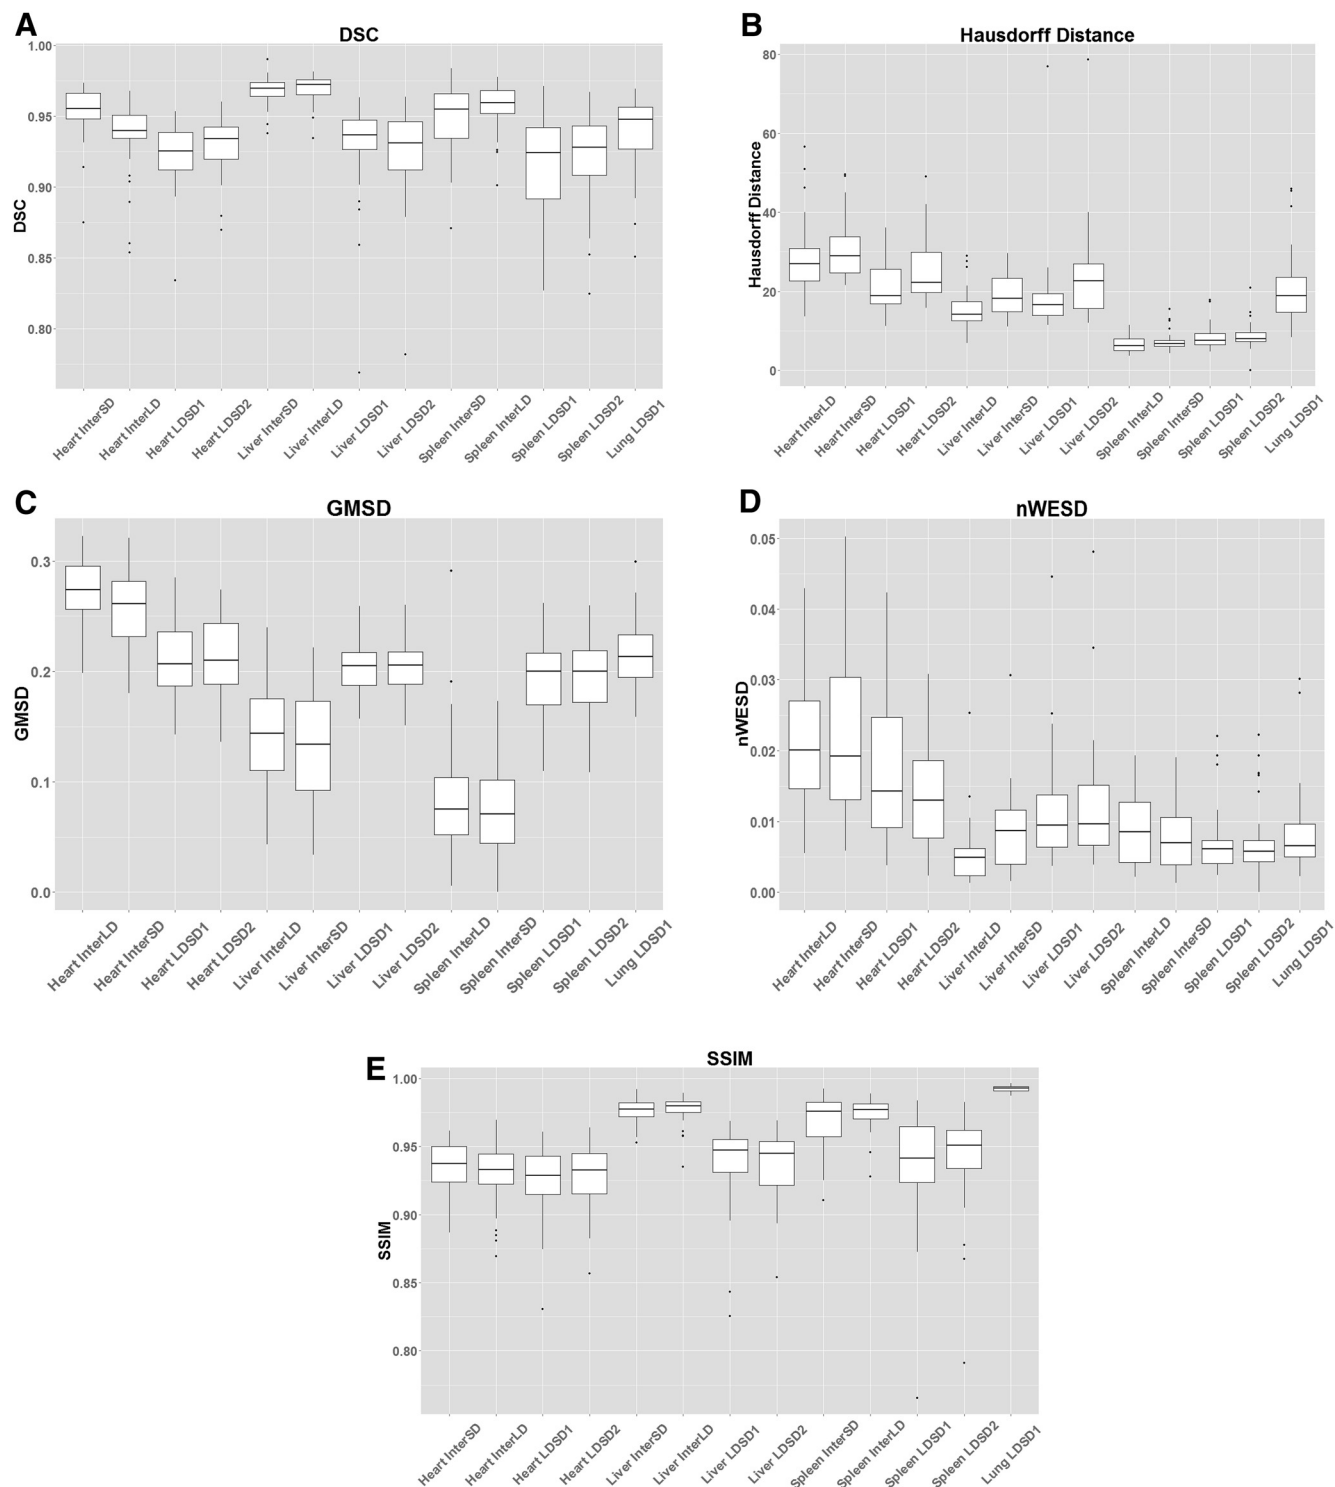 A
DSC
DSC
1.00
0.95
0.90
0.85
0.80
Heart InterSD
Heart InterLD
Heart LDSD1
Heart LDSD2
Liver InterSD
Liver InterLD
Liver LDSD1
Liver LDSD2
Spleen InterSD
Spleen InterLD
Spleen LDSD1
Spleen LDSD2
Lung LDSD1
B
Hausdorff Distance
Hausdorff Distance
80
60
40
20
0
Heart InterLD
Heart InterSD
Heart LDSD1
Heart LDSD2
Liver InterLD
Liver InterSD
Liver LDSD1
Liver LDSD2
Spleen InterLD
Spleen InterSD
Spleen LDSD1
Spleen LDSD2
Lung LDSD1
C
GMSD
GMSD
0.3
0.2
0.1
0.0
Heart InterLD
Heart InterSD
Heart LDSD1
Heart LDSD2
Liver InterLD
Liver InterSD
Liver LDSD1
Liver LDSD2
Spleen InterLD
Spleen InterSD
Spleen LDSD1
Spleen LDSD2
Lung LDSD1
D
nWESD
nWESD
0.05
0.04
0.03
0.02
0.01
0.00
Heart InterLD
Heart InterSD
Heart LDSD1
Heart LDSD2
Liver InterLD
Liver InterSD
Liver LDSD1
Liver LDSD2
Spleen InterLD
Spleen InterSD
Spleen LDSD1
Spleen LDSD2
Lung LDSD1
E
SSIM
SSIM
1.00
0.95
0.90
0.85
0.80
Heart InterSD
Heart InterLD
Heart LDSD1
Heart LDSD2
Liver InterSD
Liver InterLD
Liver LDSD1
Liver LDSD2
Spleen InterSD
Spleen InterLD
Spleen LDSD1
Spleen LDSD2
Lung LDSD1